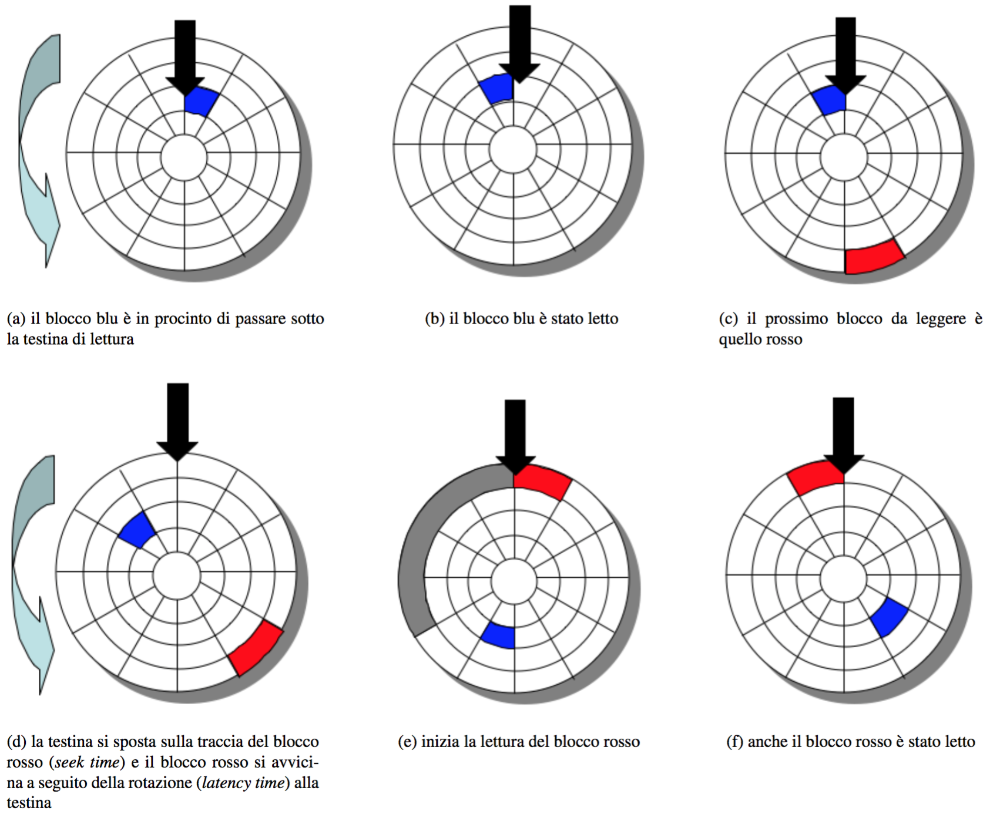 (a) il blocco blu è in procinto di passare sotto
la testina di lettura
(b) il blocco blu è stato letto
(c) il prossimo blocco da leggere è
quello rosso
(d) la testina si sposta sulla traccia del blocco
rosso (seek time) e il blocco rosso si avvici-
na a seguito della rotazione (latency time) alla
testina
(e) inizia la lettura del blocco rosso
(f) anche il blocco rosso è stato letto